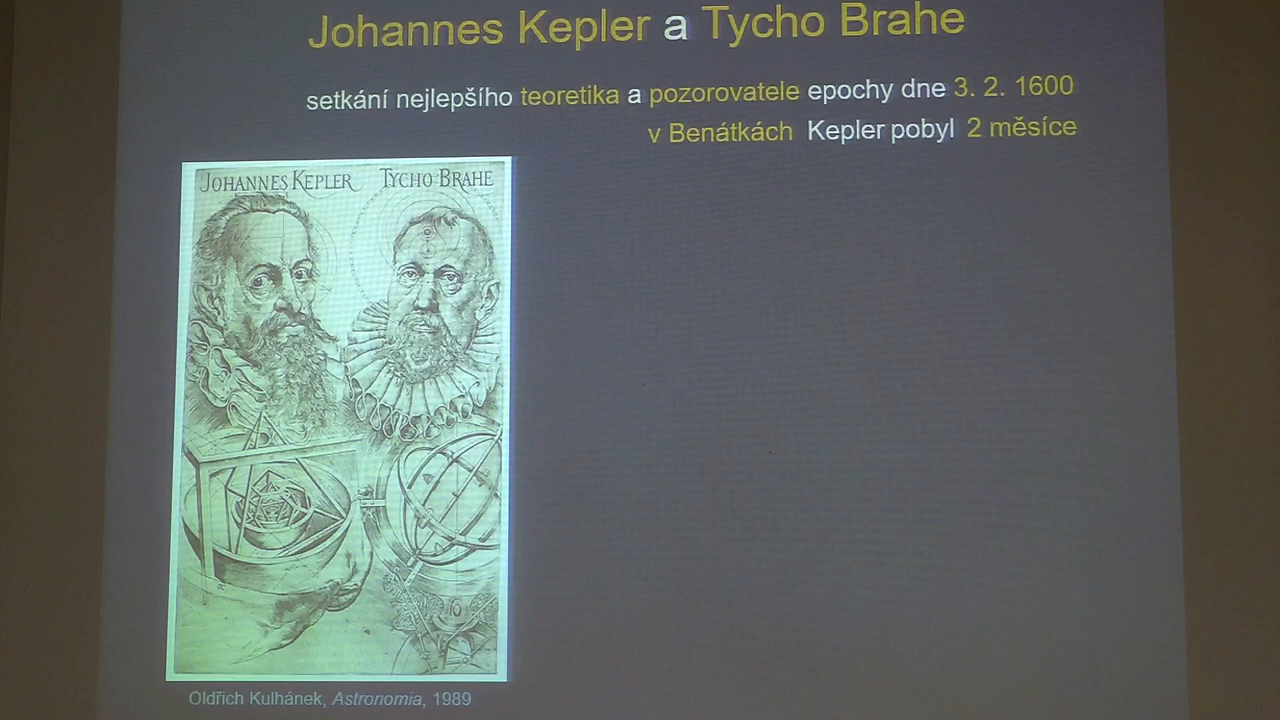 Johannes Kepler a Tycho Brahe
setkání nejlepšího teoretika a pozorovatele epochy dne 3. 2. 1600
v Benátkách Kepler pobyl 2 měsíce
JOHANNES KEPLER TYCHO BRAHE
Oldřich Kulhánek, Astronomia, 1989